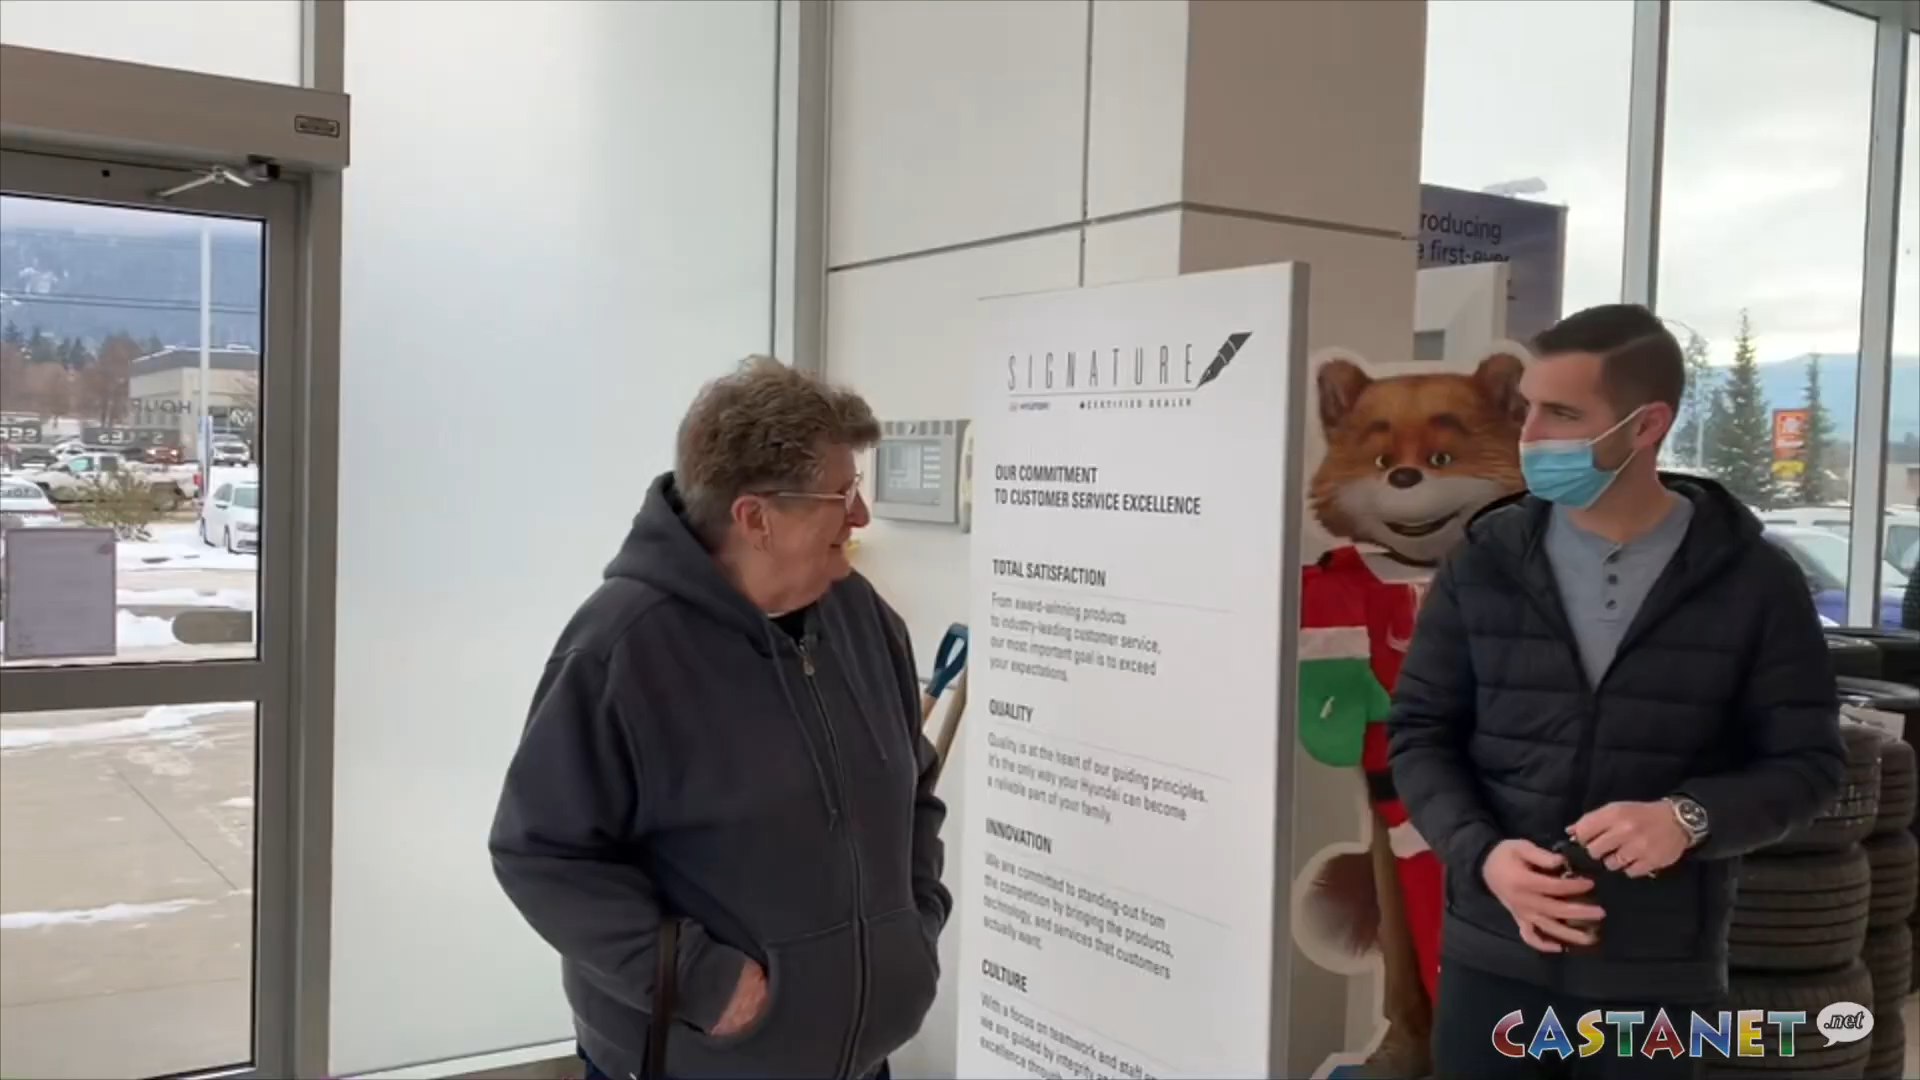 roducing
first-ever
SIGNATURE
HYUNDAI CERTIFIED DEALER
OUR COMMITMENT
TO CUSTOMER SERVICE EXCELLENCE
TOTAL SATISFACTION
From award-winning products
to industry-leading customer service,
our most important goal is to exceed
your expectations.
QUALITY
Quality is at the heart of our guiding principles.
It's the only way your Hyundai can become
a reliable part of your family.
INNOVATION
We are committed to standing-out from
the competition by bringing the products,
technology, and services that customers
actually want.
CULTURE
With a focus on teamwork and staff
we are guided by integrity
excellence
CASTANET .net